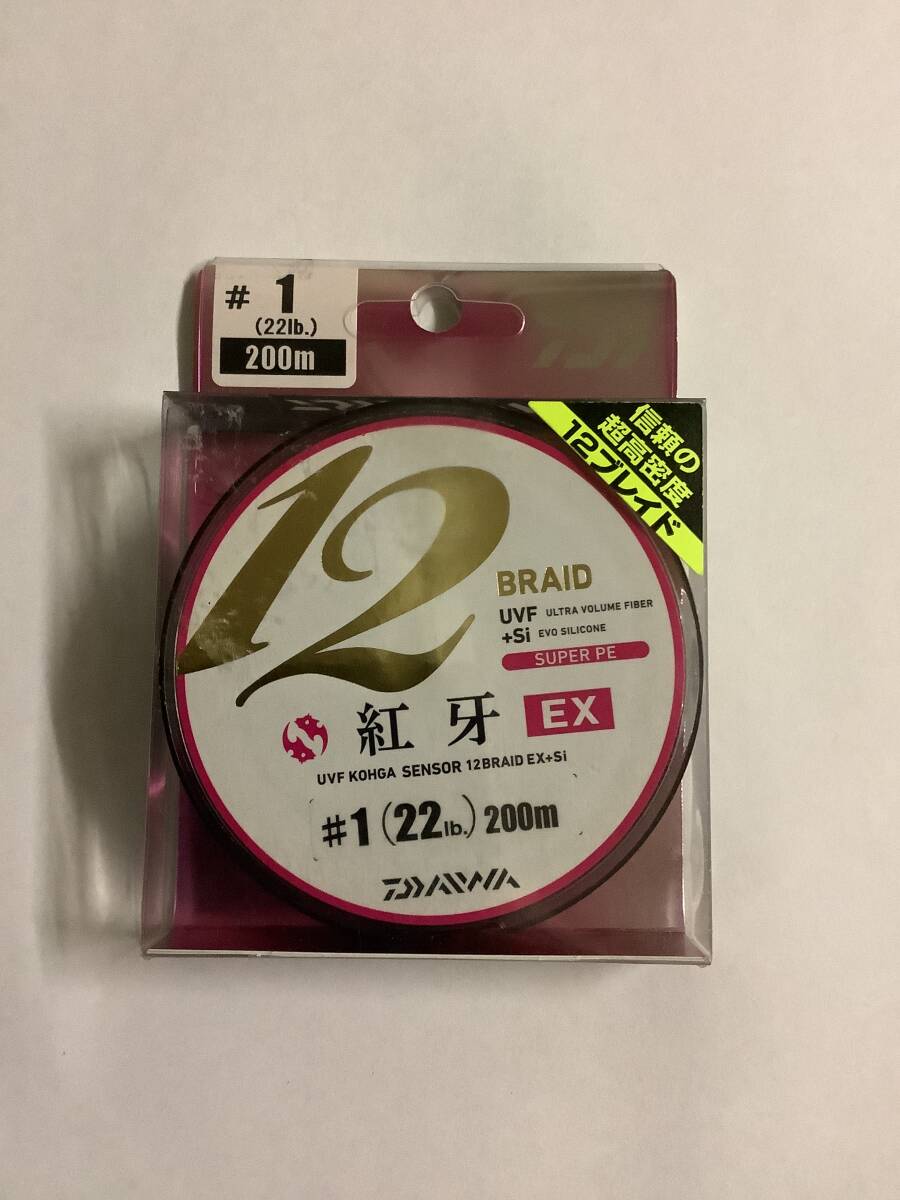 # 1
(22lb.)
200m
信頼の
超高密度
12ブレイド
12
BRAID
UVF ULTRA VOLUME FIBER
+Si EVO SILICONE
SUPER PE
紅牙 EX
UVF KOHGA SENSOR 12BRAID EX+Si
#1(22lb.)200m
DAIWA